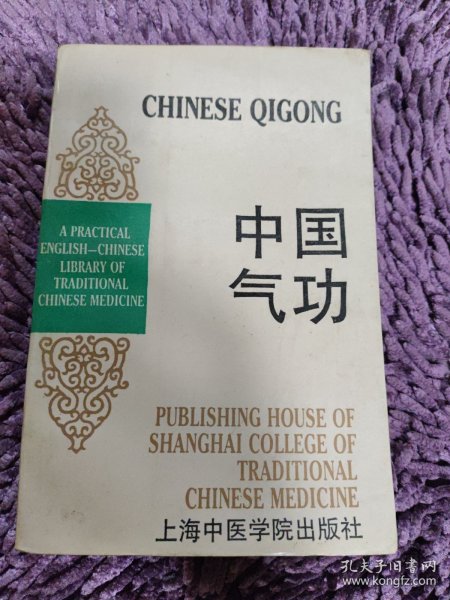 CHINESE QIGONG
A PRACTICAL
ENGLISH—CHINESE
LIBRARY OF
TRADITIONAL
CHINESE MEDICINE
中国
气功
PUBLISHING HOUSE OF
SHANGHAI COLLEGE OF
TRADITIONAL
CHINESE MEDICINE
上海中医学院出版社
孔夫子旧书网
www.kongfz.com